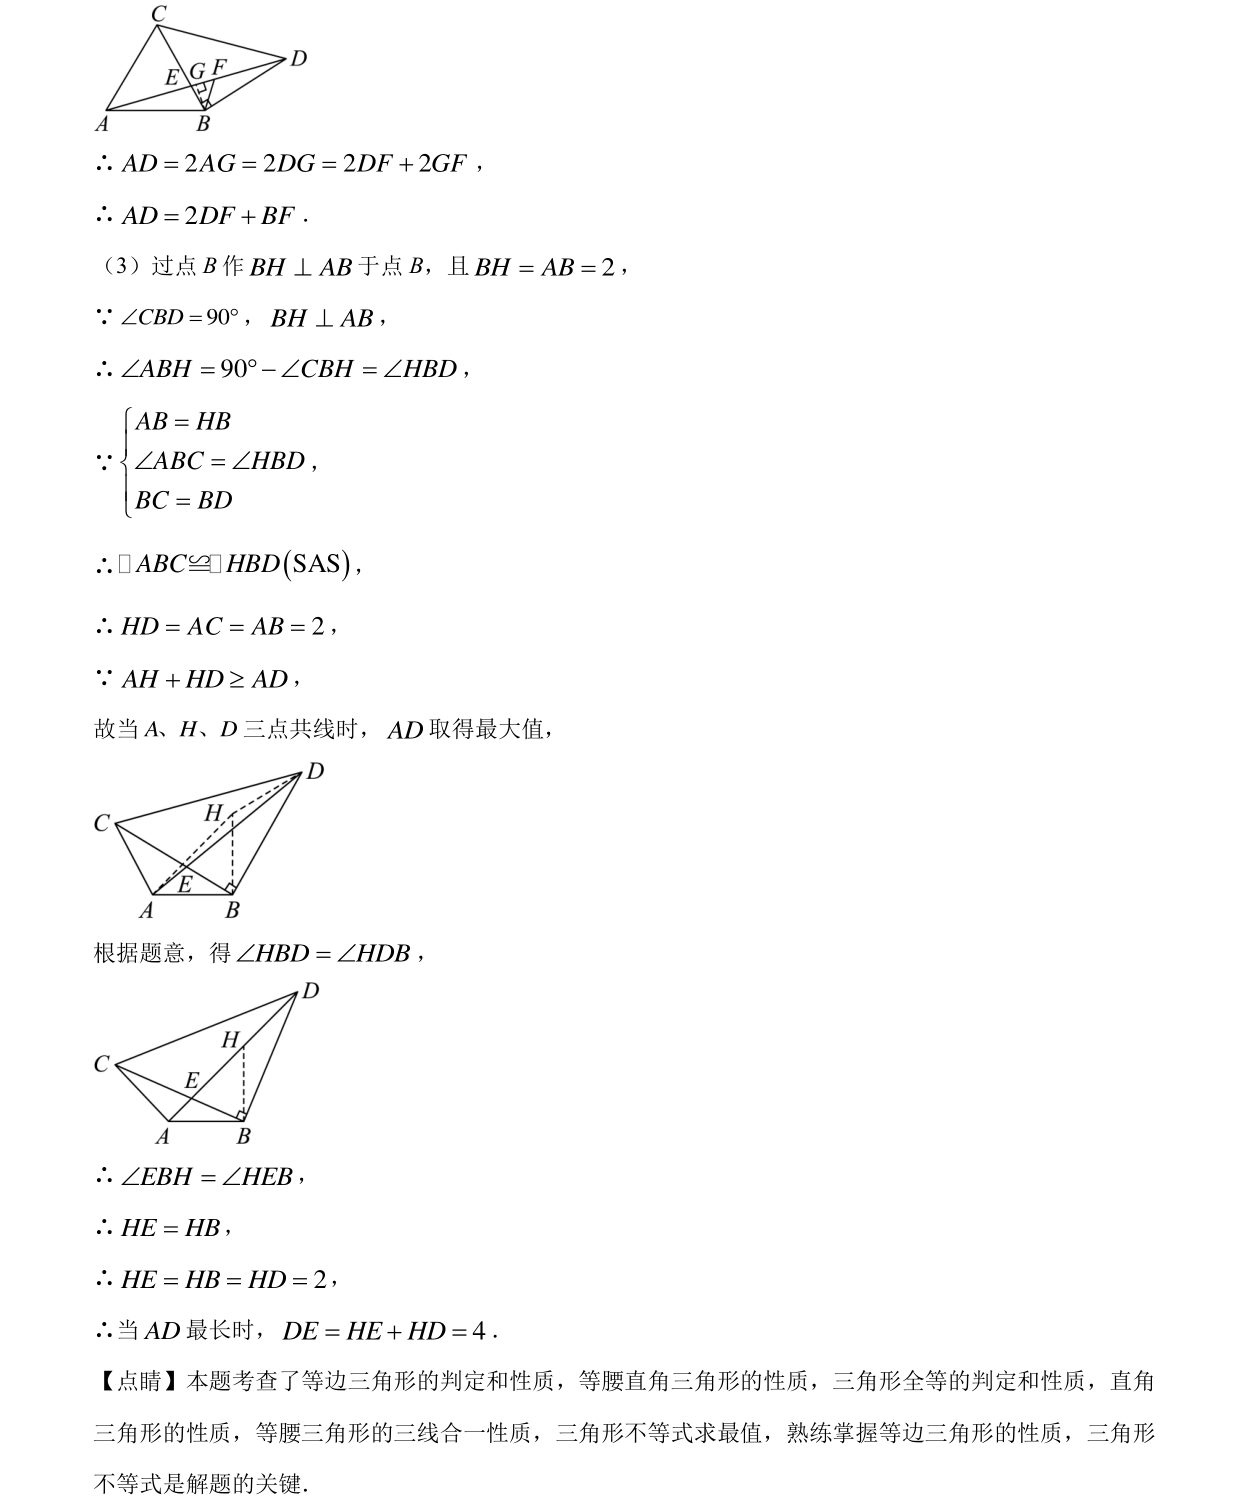 C
D
E G F
A
B
∴ AD = 2AG = 2DG = 2DF + 2GF，
∴ AD = 2DF + BF．
（3）过点 B 作 BH ⊥ AB 于点 B，且 BH = AB = 2，
∵ ∠CBD = 90°， BH ⊥ AB，
∴ ∠ABH = 90° − ∠CBH = ∠HBD，
AB = HB
∵ { ∠ABC = ∠HBD，
BC = BD
∴ □ ABC≌□ HBD(SAS)，
∴ HD = AC = AB = 2，
∵ AH + HD ≥ AD，
故当 A、H、D 三点共线时， AD 取得最大值，
D
H
C
E
A
B
根据题意，得 ∠HBD = ∠HDB，
D
H
C
E
A
B
∴ ∠EBH = ∠HEB，
∴ HE = HB，
∴ HE = HB = HD = 2，
∴ 当 AD 最长时， DE = HE + HD = 4．
【点睛】本题考查了等边三角形的判定和性质，等腰直角三角形的性质，三角形全等的判定和性质，直角
三角形的性质，等腰三角形的三线合一性质，三角形不等式求最值，熟练掌握等边三角形的性质，三角形
不等式是解题的关键．